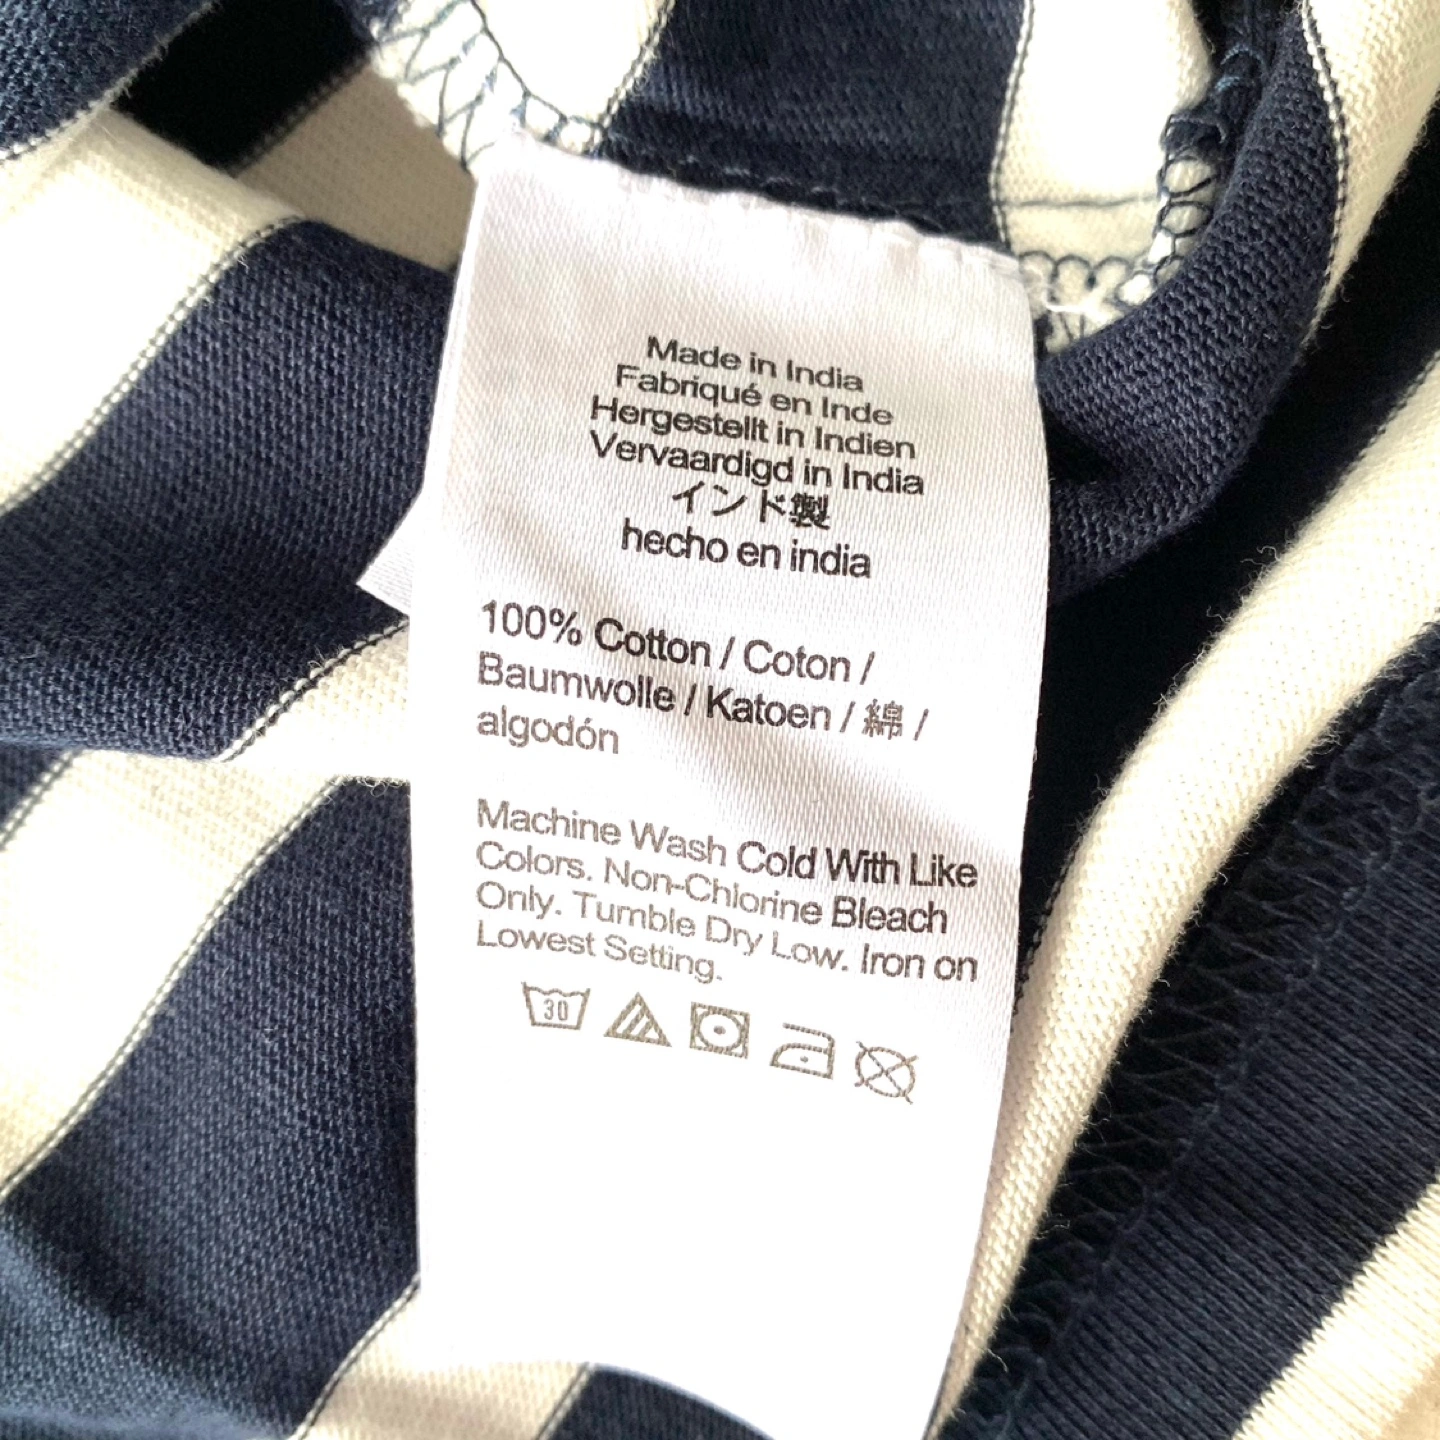 Made in India
Fabriqué en Inde
Hergestellt in Indien
Vervaardigd in India
インド製
hecho en india
100% Cotton / Coton /
Baumwolle / Katoen / 綿 /
algodón
Machine Wash Cold With Like
Colors. Non-Chlorine Bleach
Only. Tumble Dry Low. Iron on
Lowest Setting.
30